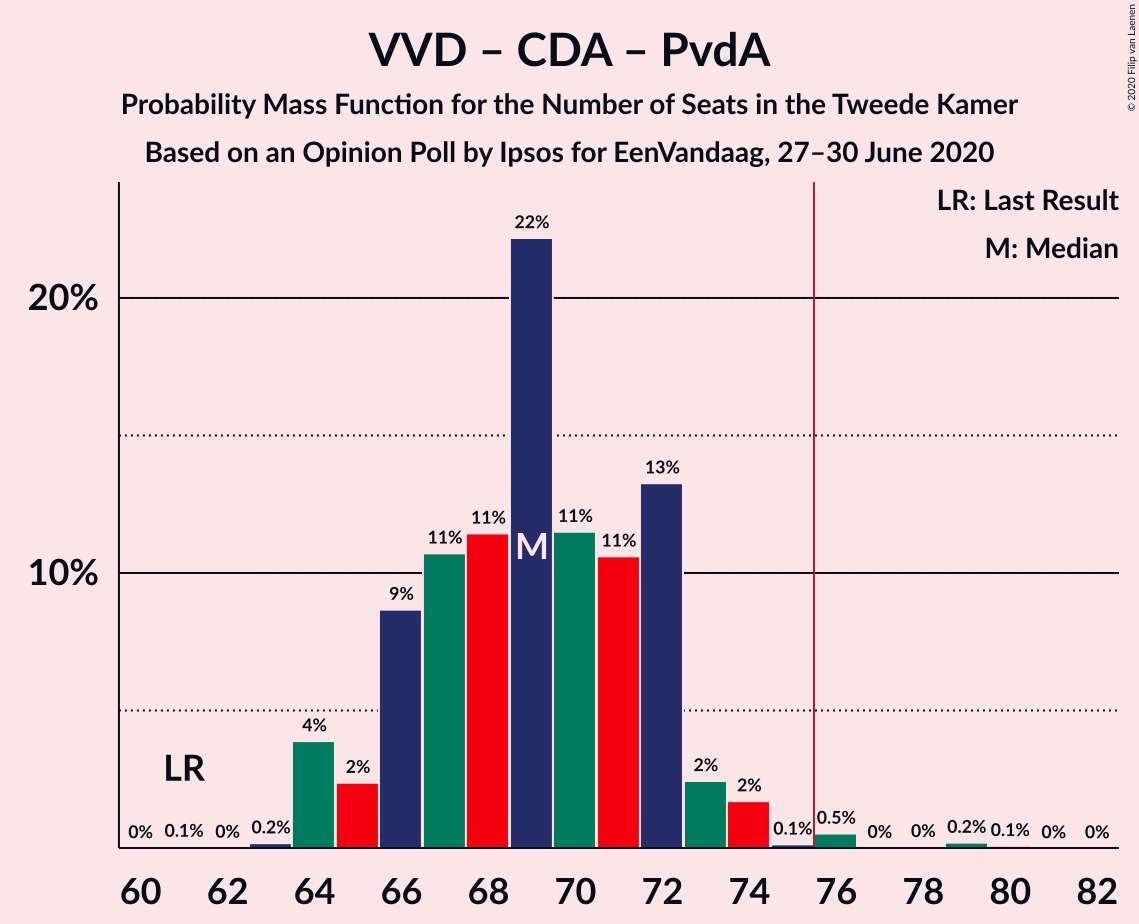 VVD – CDA – PvdA
Probability Mass Function for the Number of Seats in the Tweede Kamer
Based on an Opinion Poll by Ipsos for EenVandaag, 27–30 June 2020
© 2020 Filip van Laenen
LR: Last Result
M: Median
20%
10%
LR
M
0% 0.1% 0% 0.2% 4% 2% 9% 11% 11% 22% 11% 11% 13% 2% 2% 0.1% 0.5% 0% 0% 0.2% 0.1% 0% 0%
60 62 64 66 68 70 72 74 76 78 80 82